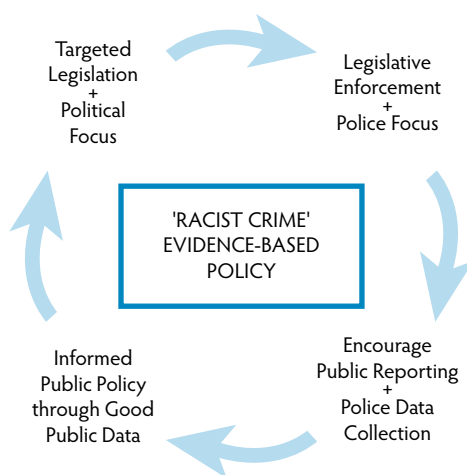 Targeted
Legislation
+
Political
Focus
Legislative
Enforcement
+
Police Focus
'RACIST CRIME'
EVIDENCE-BASED
POLICY
Encourage
Public Reporting
+
Police Data
Collection
Informed
Public Policy
through Good
Public Data